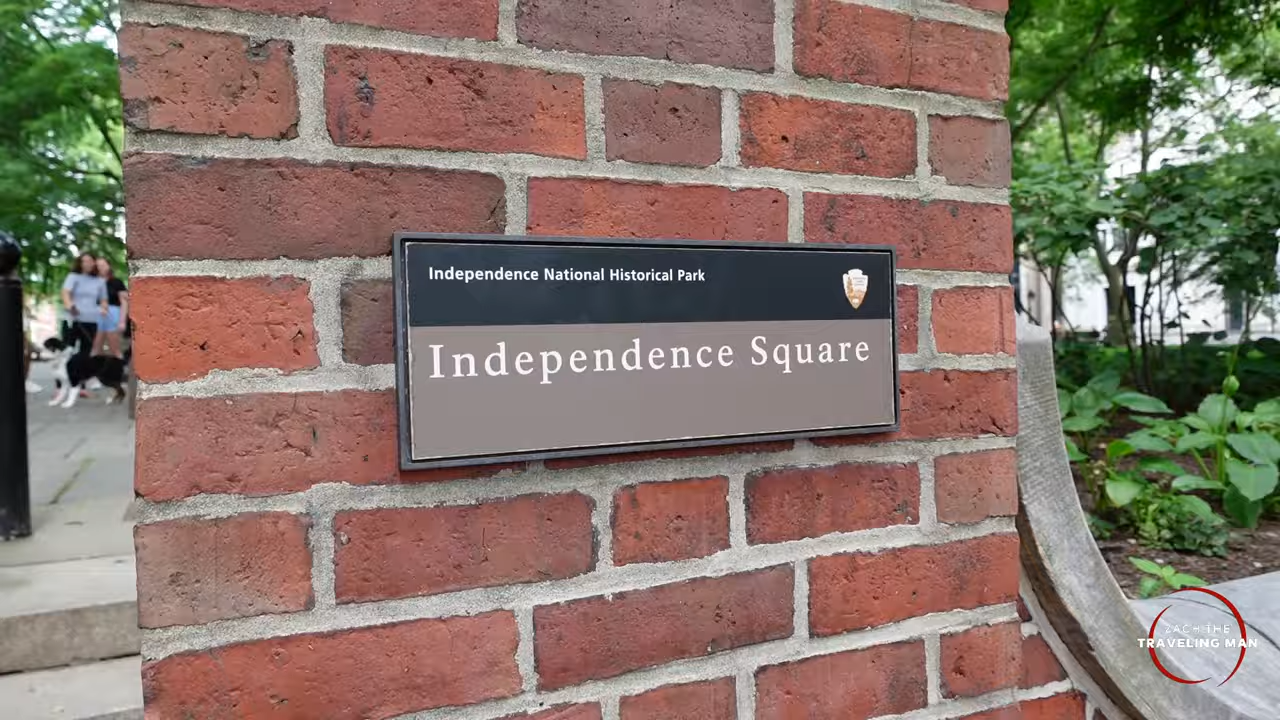 Independence National Historical Park
Independence Square
ZACH THE
TRAVELING MAN